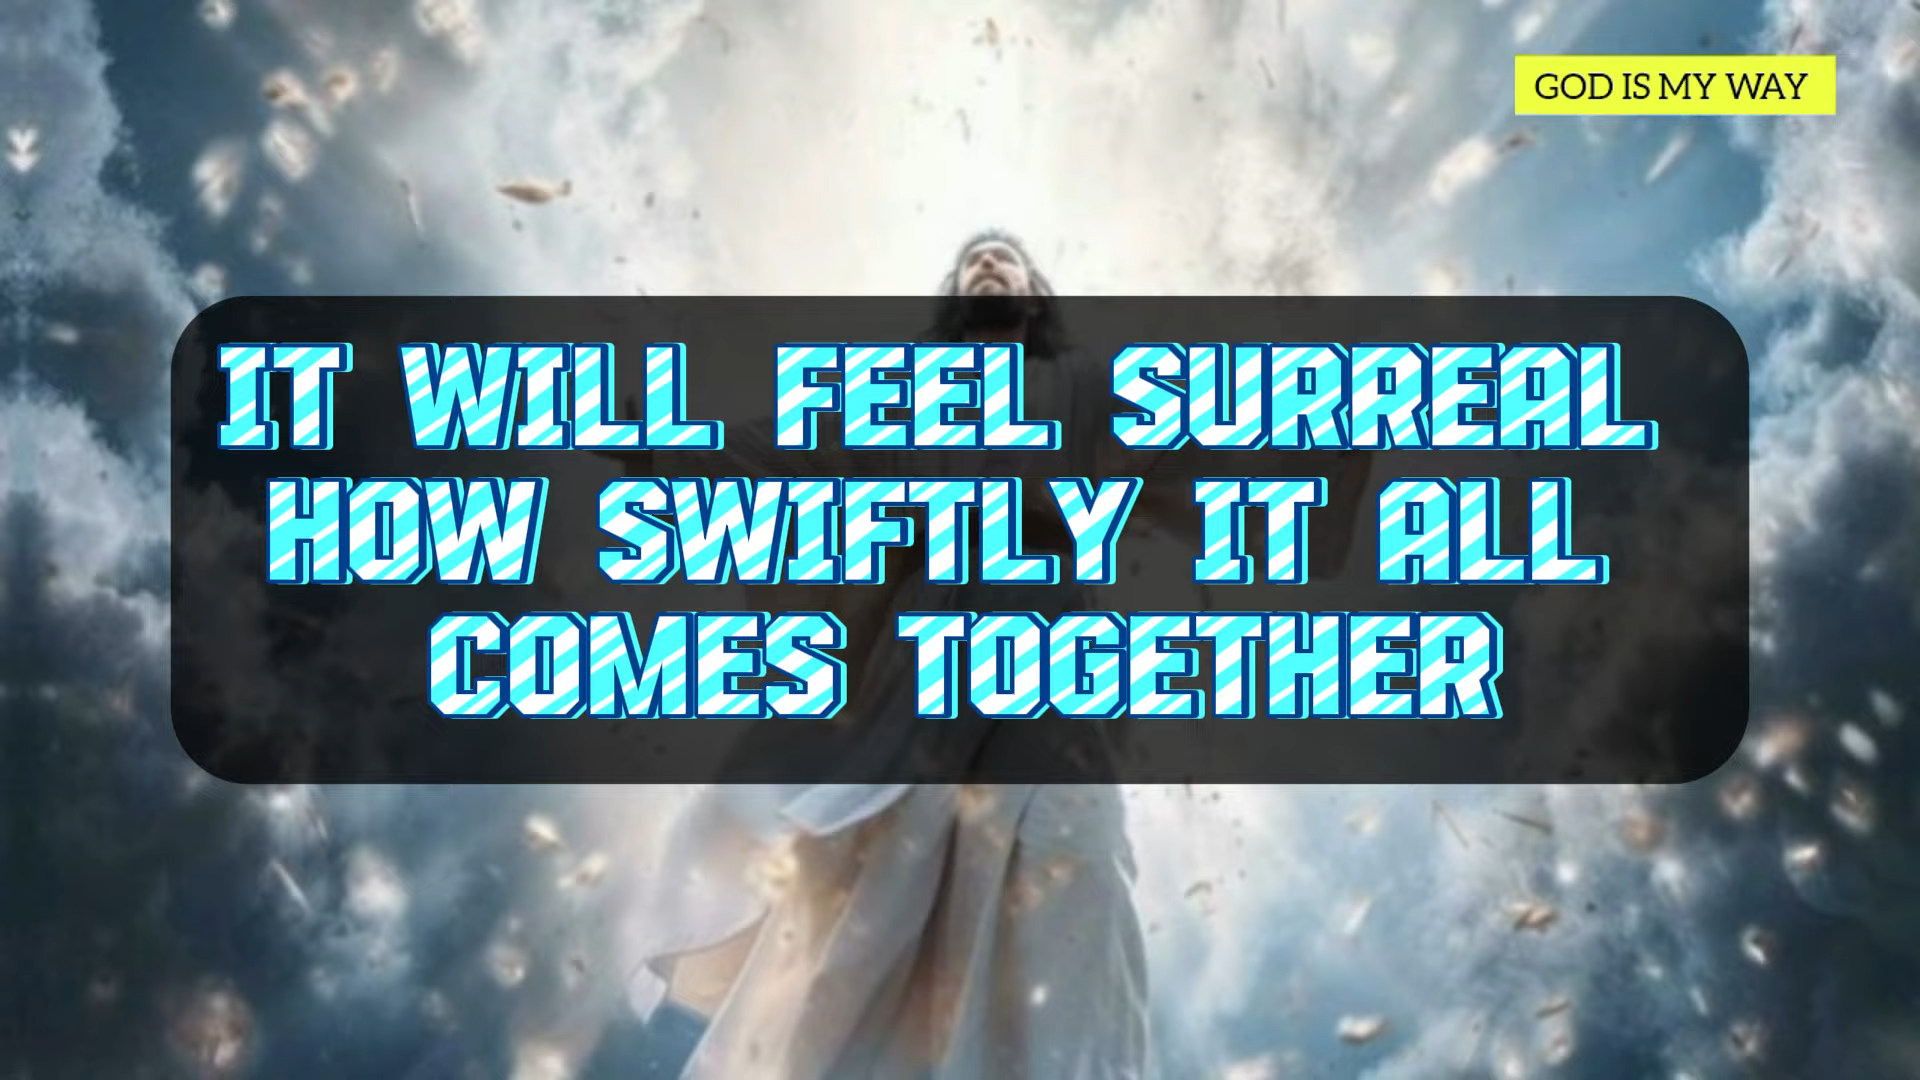 GOD IS MY WAY
IT WILL FEEL SURREAL
HOW SWIFTLY IT ALL
COMES TOGETHER